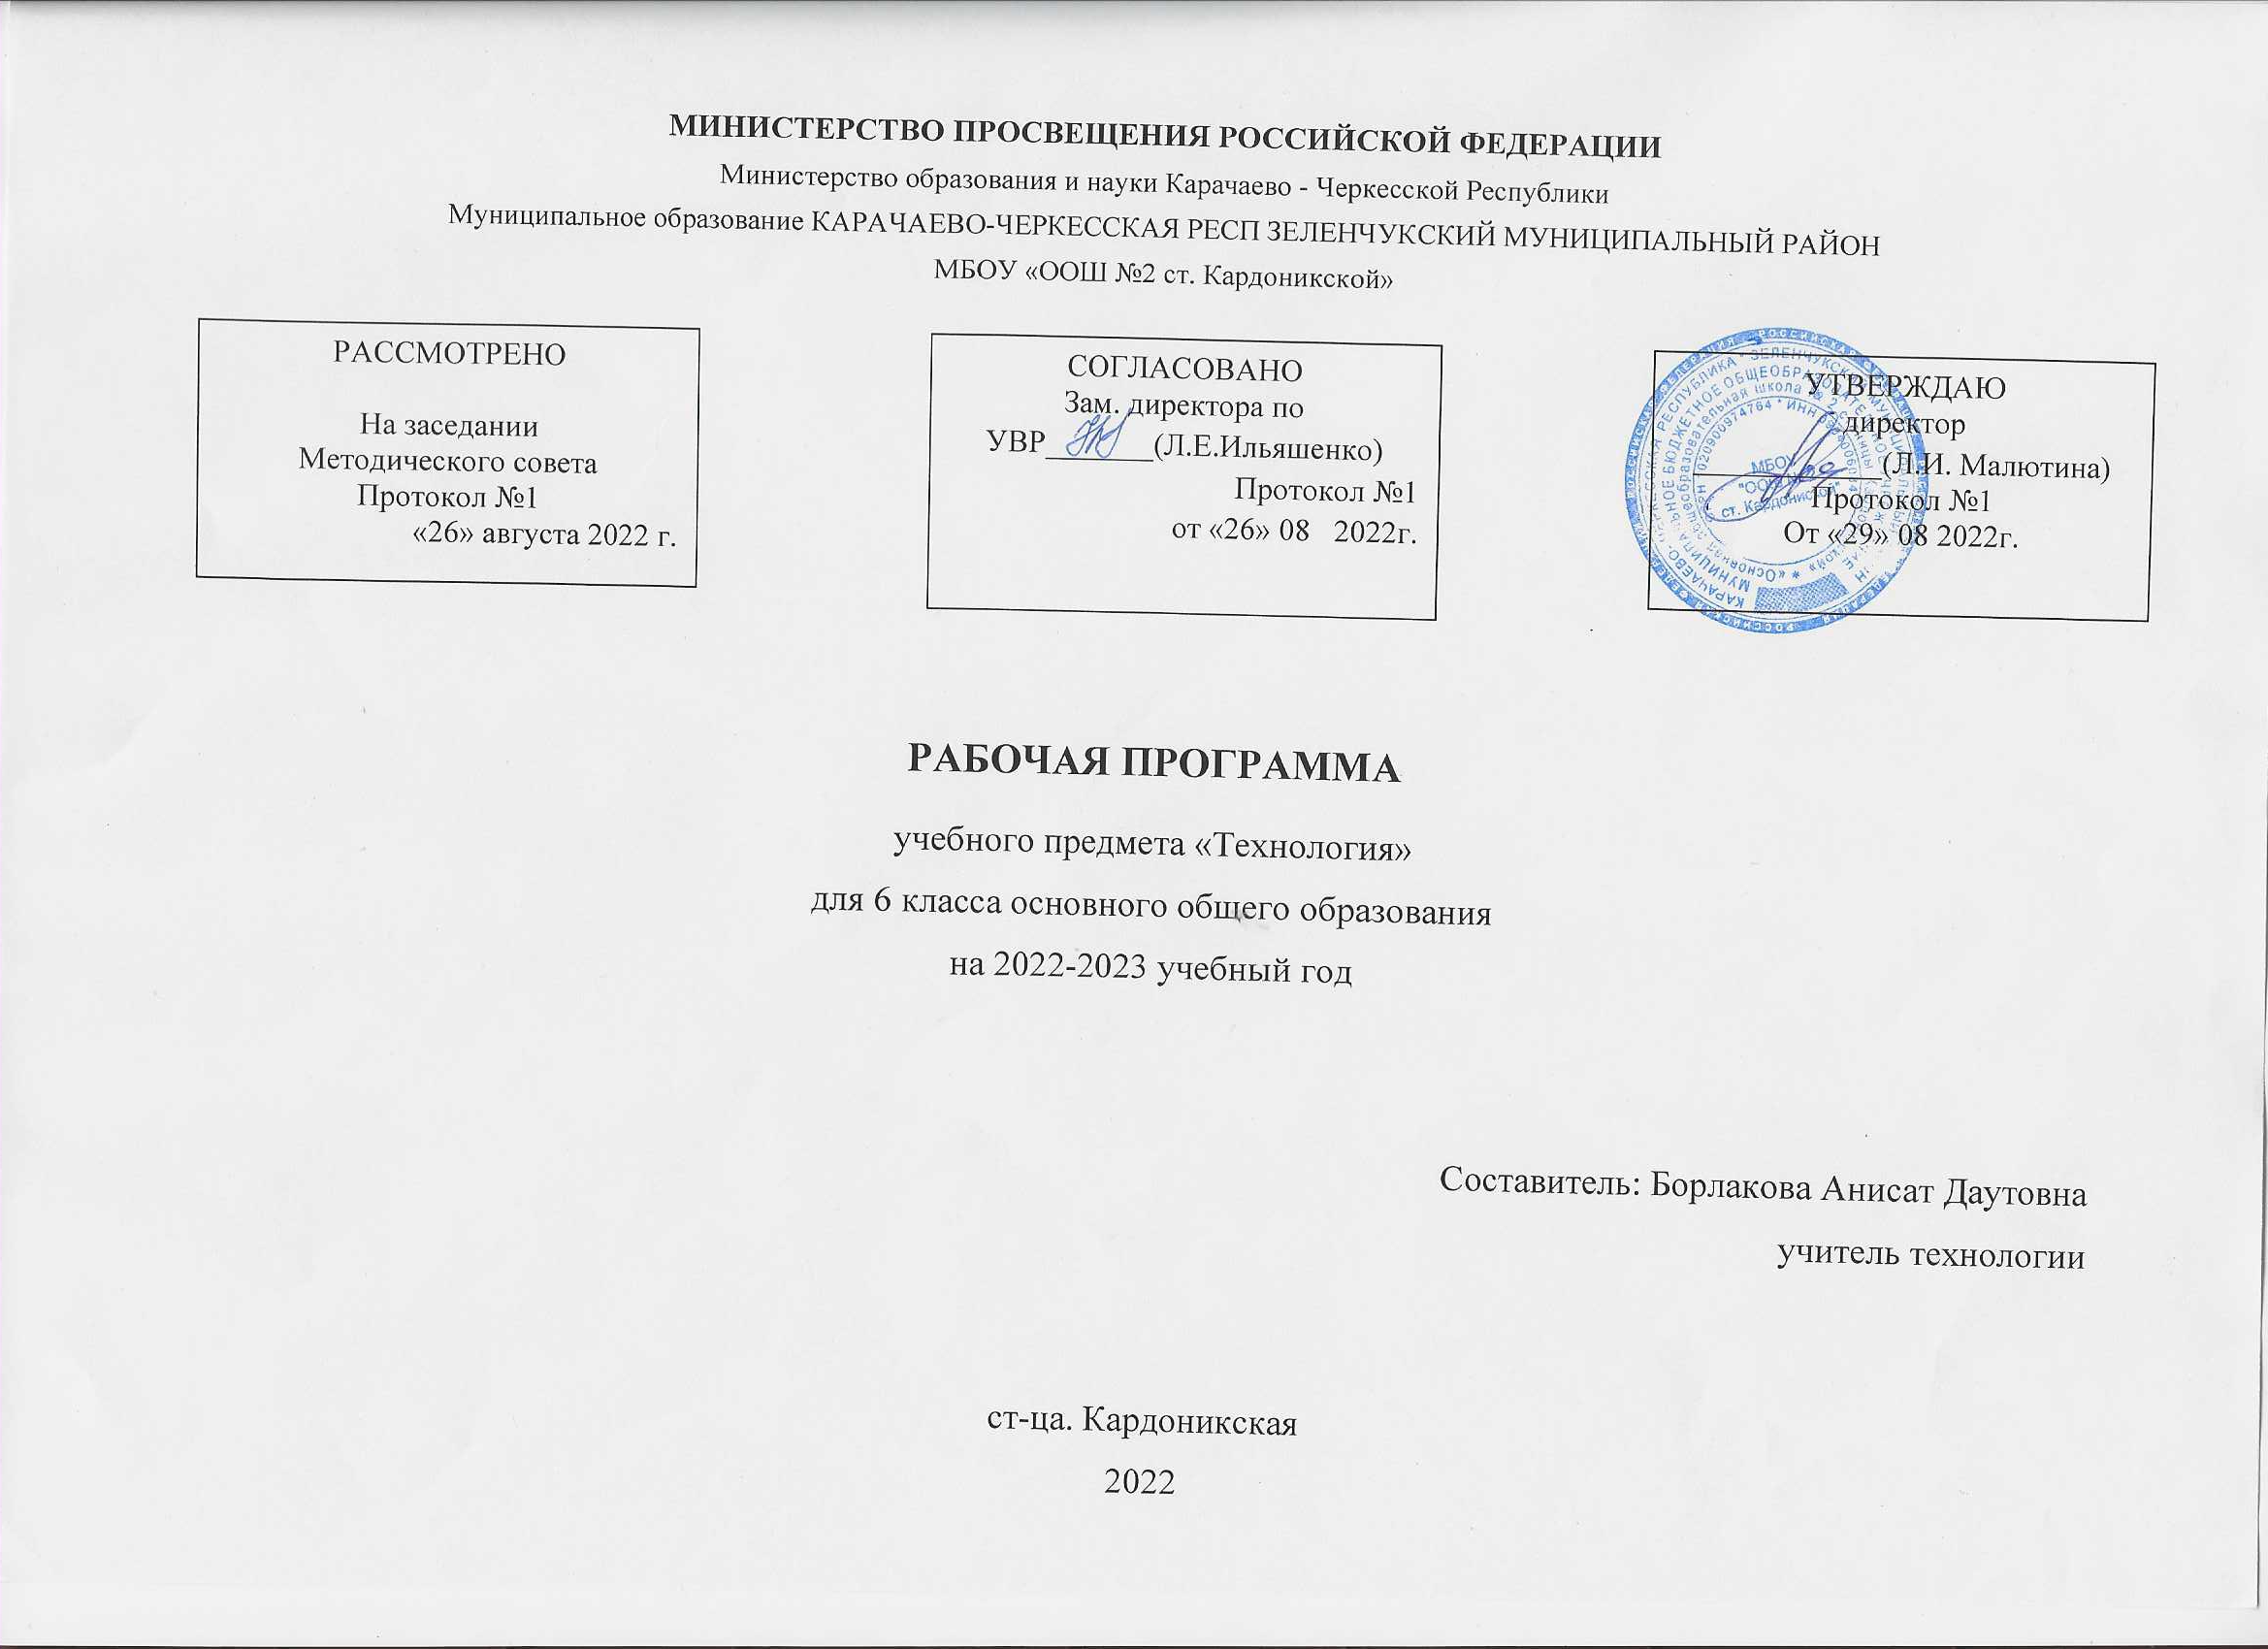 МИНИСТЕРСТВО ПРОСВЕЩЕНИЯ РОССИЙСКОЙ ФЕДЕРАЦИИ
Министерство образования и науки Карачаево - Черкесской Республики
Муниципальное образование КАРАЧАЕВО-ЧЕРКЕССКАЯ РЕСП ЗЕЛЕНЧУКСКИЙ МУНИЦИПАЛЬНЫЙ РАЙОН
МБОУ «ООШ №2 ст. Кардоникской»
РАССМОТРЕНО
На заседании
Методического совета
Протокол №1
«26» августа 2022 г.
СОГЛАСОВАНО
Зам. директора по
УВР_______(Л.Е.Ильяшенко)
Протокол №1
от «26» 08 2022г.
УТВЕРЖДАЮ
директор
(Л.И. Малютина)
Протокол №1
От «29» 08 2022г.
МБОУ
РАБОЧАЯ ПРОГРАММА
учебного предмета «Технология»
для 6 класса основного общего образования
на 2022-2023 учебный год
Составитель: Борлакова Анисат Даутовна
учитель технологии
ст-ца. Кардоникская
2022